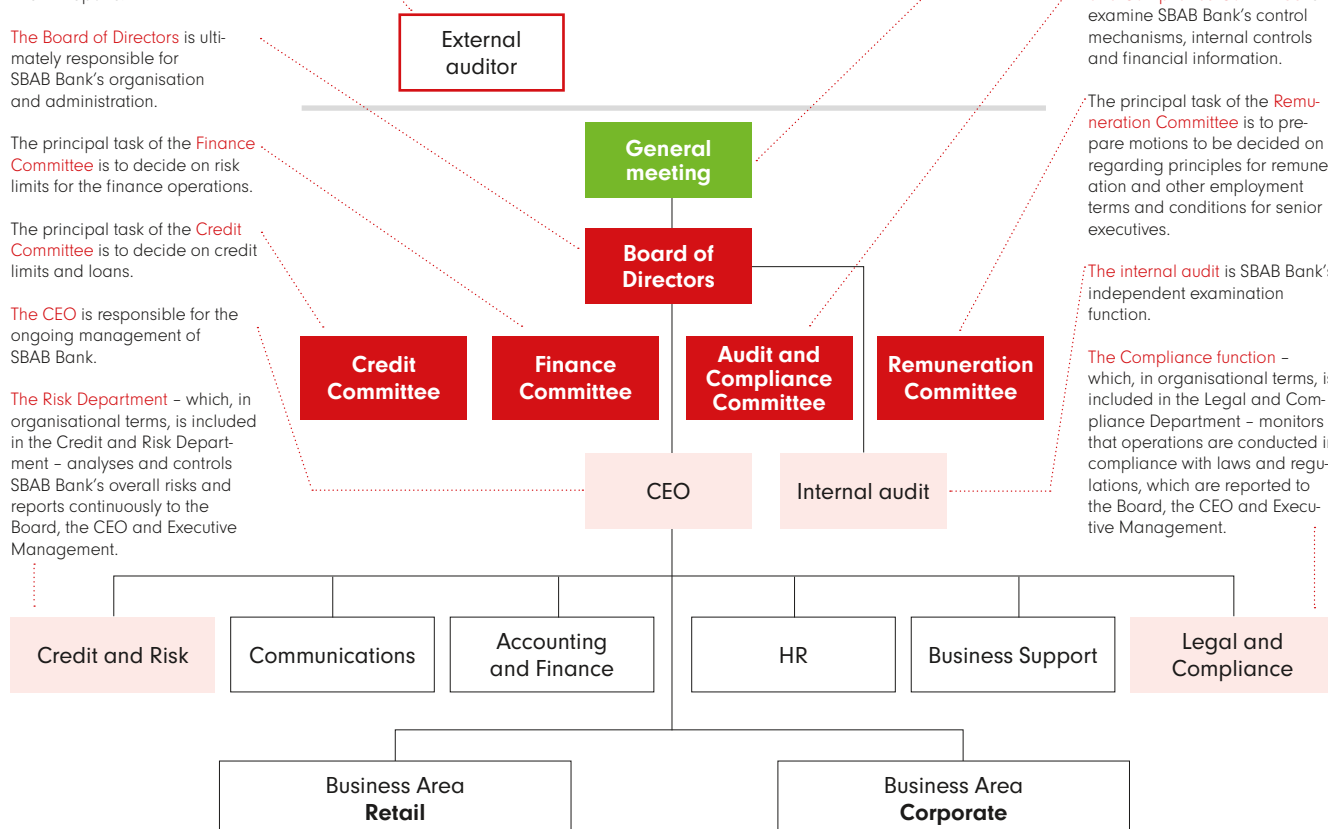 The Board of Directors is ulti-
mately responsible for
SBAB Bank's organisation
and administration.
The principal task of the Finance
Committee is to decide on risk
limits for the finance operations.
The principal task of the Credit
Committee is to decide on credit
limits and loans.
The CEO is responsible for the
ongoing management of
SBAB Bank.
The Risk Department – which, in
organisational terms, is included
in the Credit and Risk Depart-
ment – analyses and controls
SBAB Bank's overall risks and
reports continuously to the
Board, the CEO and Executive
Management.
External
auditor
General
meeting
Board of
Directors
Credit
Committee
Finance
Committee
Audit and
Compliance
Committee
Remuneration
Committee
CEO
Internal audit
examine SBAB Bank's control
mechanisms, internal controls
and financial information.
The principal task of the Remu-
neration Committee is to pre-
pare motions to be decided on
regarding principles for remune
ation and other employment
terms and conditions for senior
executives.
The internal audit is SBAB Bank's
independent examination
function.
The Compliance function –
which, in organisational terms, is
included in the Legal and Com-
pliance Department – monitors
that operations are conducted in
compliance with laws and regu-
lations, which are reported to
the Board, the CEO and Execu-
tive Management.
Credit and Risk
Communications
Accounting
and Finance
HR
Business Support
Legal and
Compliance
Business Area
Retail
Business Area
Corporate